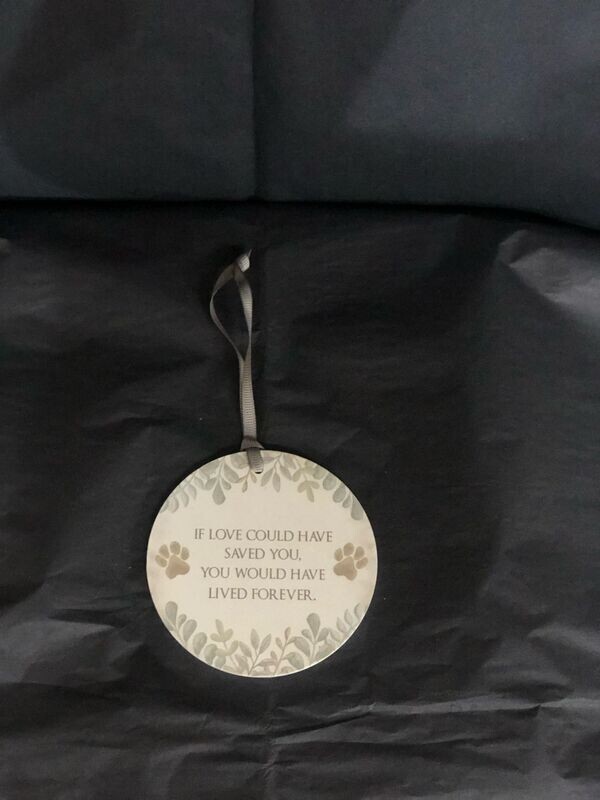 IF LOVE COULD HAVE
SAVED YOU,
YOU WOULD HAVE
LIVED FOREVER.